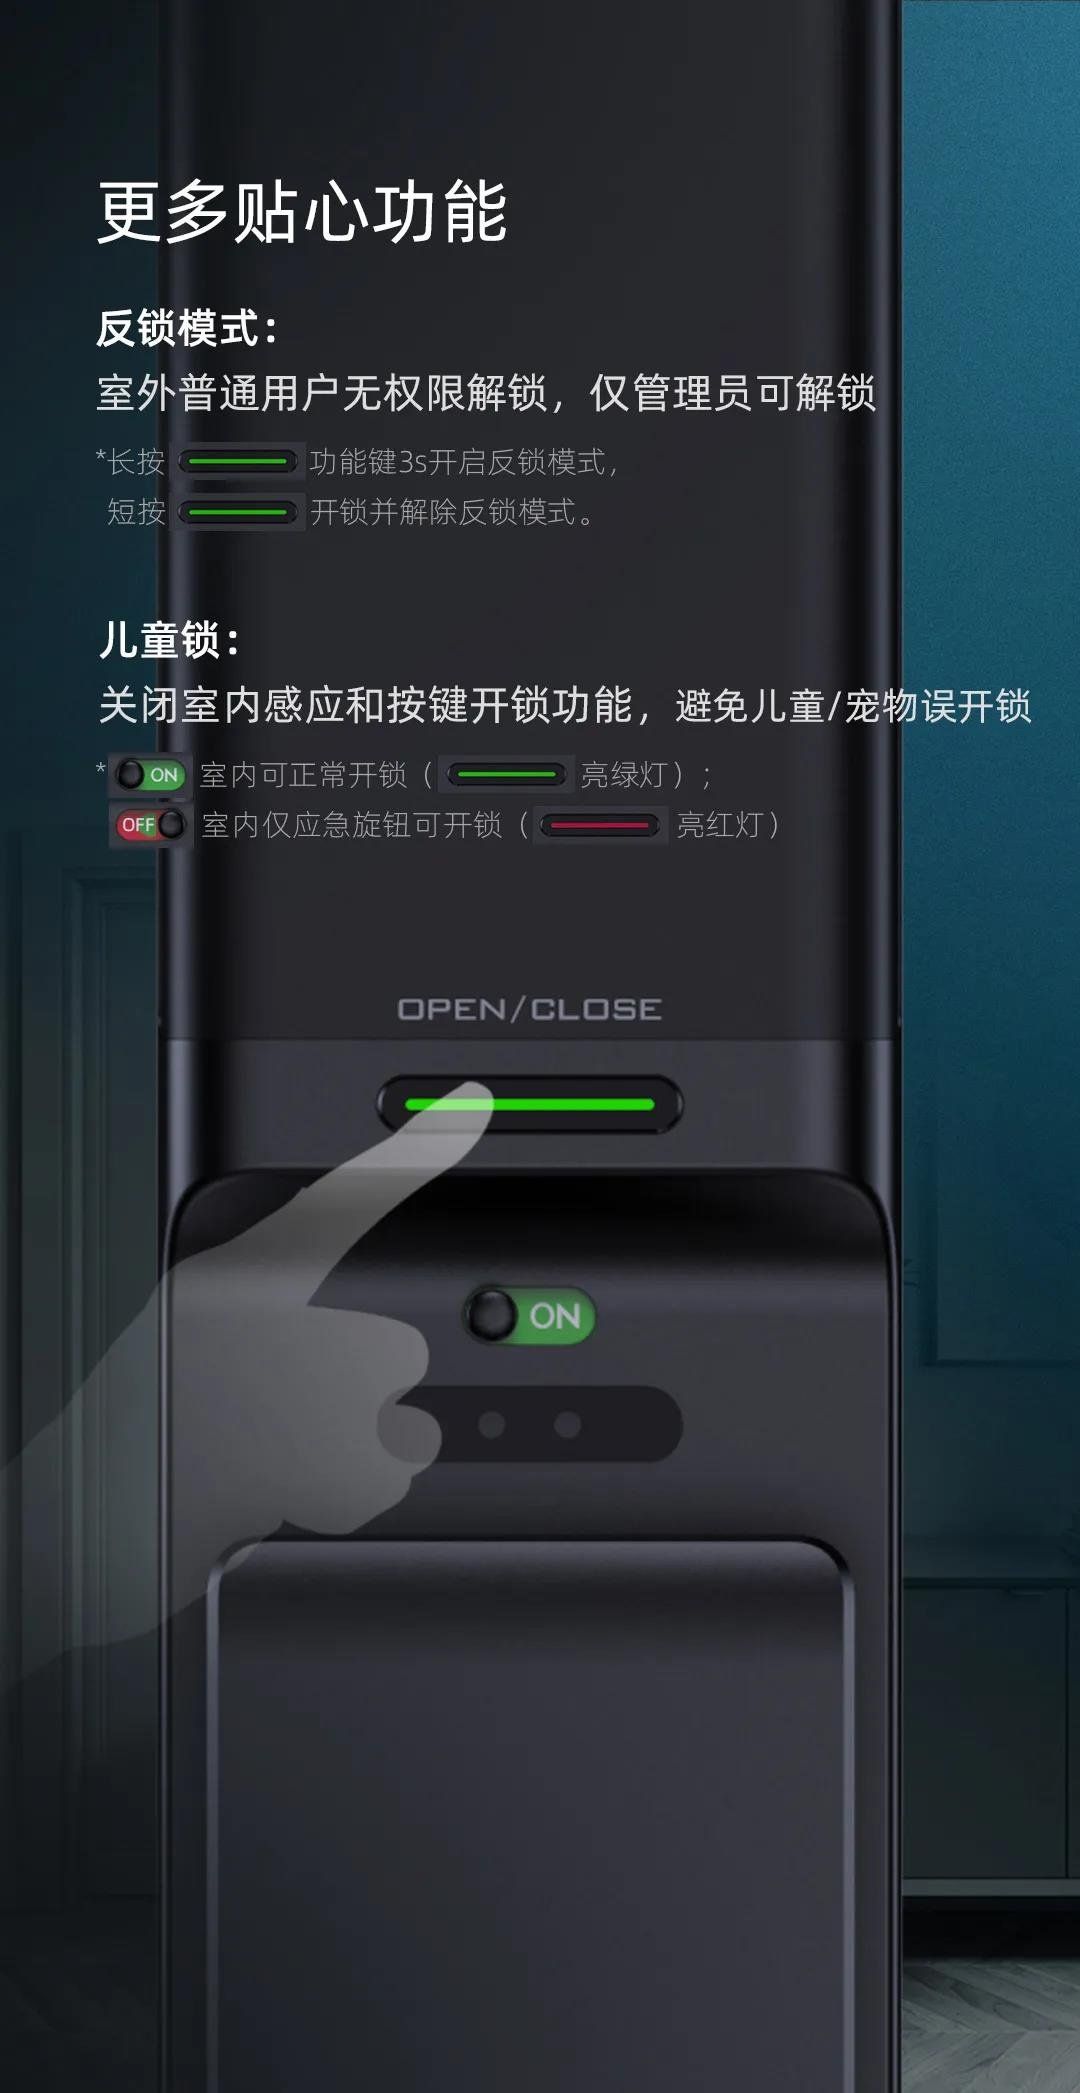 更多贴心功能
反锁模式：
室外普通用户无权限解锁，仅管理员可解锁
*长按 功能键3s开启反锁模式，
短按 开锁并解除反锁模式。
儿童锁：
关闭室内感应和按键开锁功能，避免儿童/宠物误开锁
* ON 室内可正常开锁（ 亮绿灯）；
OFF 室内仅应急旋钮可开锁（ 亮红灯）
OPEN/CLOSE
ON